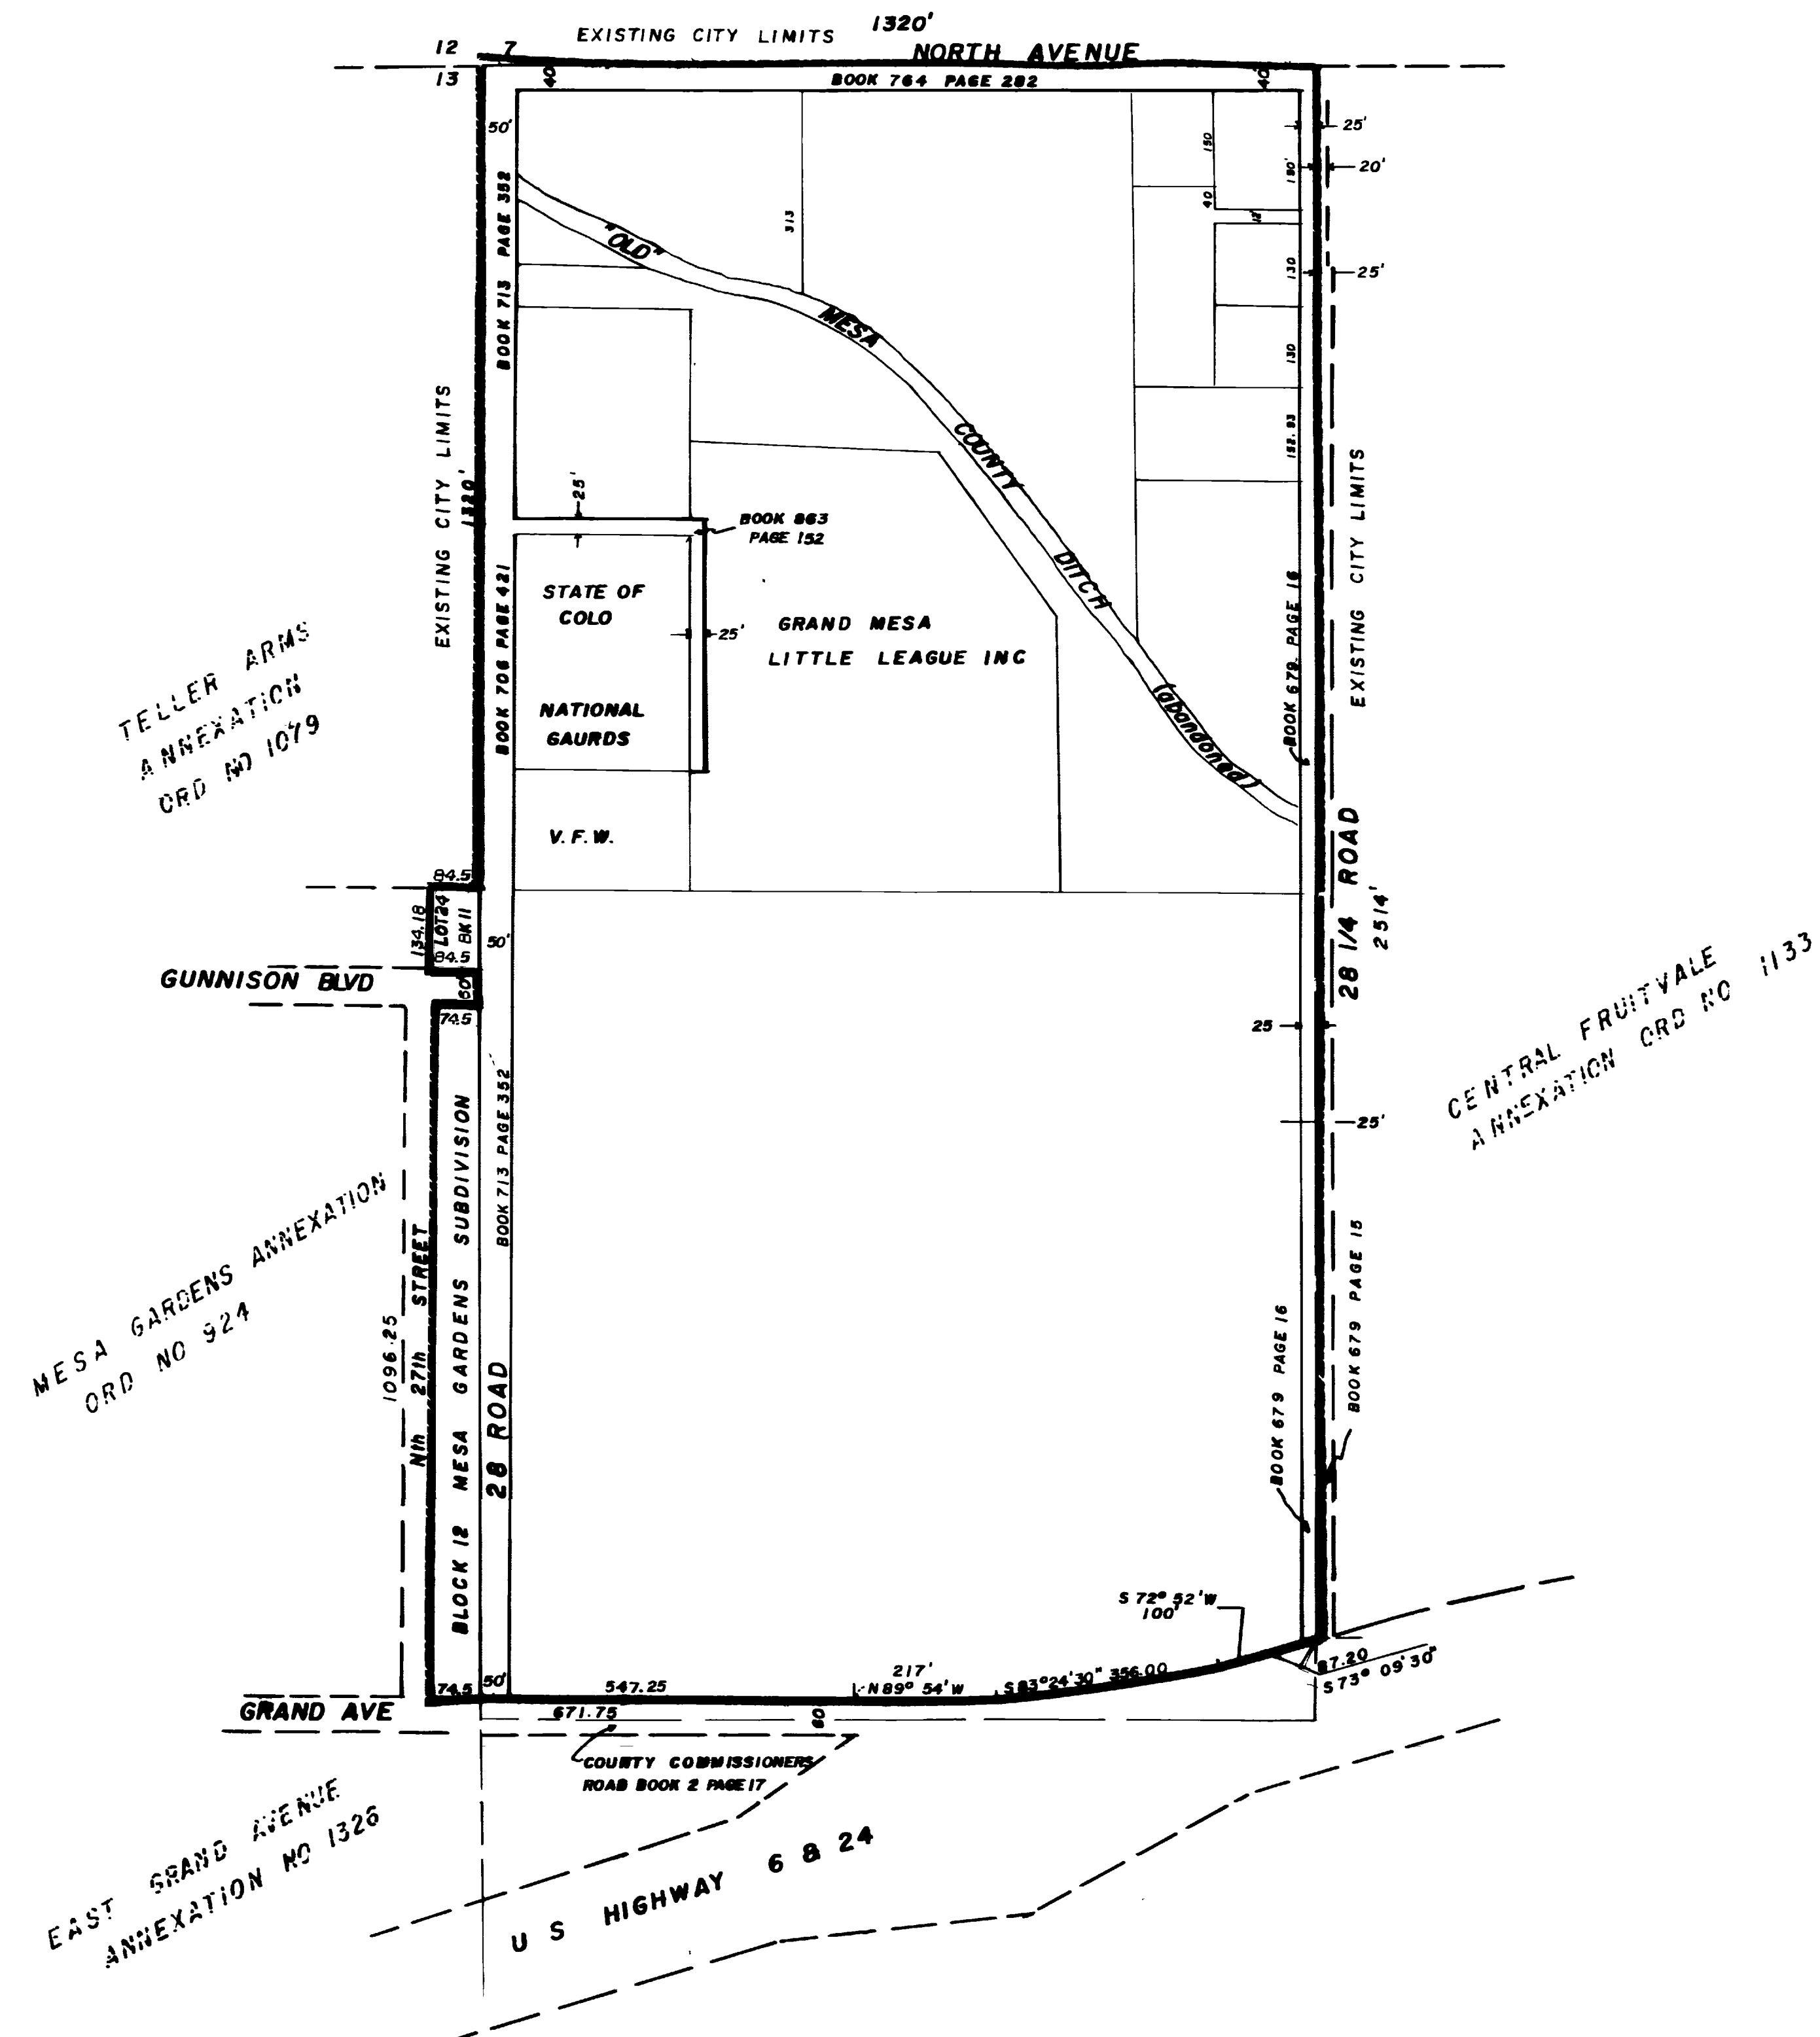 1320'
EXISTING CITY LIMITS
NORTH AVENUE
12 7
13
40'
BOOK 764 PAGE 282
40'
50'
25'
150
190'
20'
BOOK 713 PAGE 352
313
40
12'
"OLD"
130
25'
MESA
130
EXISTING CITY LIMITS
1320'
COUNTY
152.93
EXISTING CITY LIMITS
25'
BOOK 863
PAGE 152
DITCH
BOOK 706 PAGE 421
STATE OF
COLO
25'
GRAND MESA
LITTLE LEAGUE INC
BOOK 679 PAGE 16
TELLER ARMS
ANNEXATION
ORD NO 1079
NATIONAL
GAURDS
(abandoned)
V.F.W.
28 1/4 ROAD
2514'
84.5
134.18
LOT 24
BK 11
84.5
50'
GUNNISON BLVD
60'
74.5
25
CENTRAL FRUITVALE
ANNEXATION ORD NO 1133
25'
BOOK 713 PAGE 352
MESA GARDENS ANNEXATION
ORD NO 924
1096.25
Nth 27th STREET
BLOCK 12 MESA GARDENS SUBDIVISION
28 ROAD
BOOK 679 PAGE 16
BOOK 679 PAGE 15
S 72° 52' W
100'
74.5
50'
547.25
217'
N 89° 54' W
S 83° 24' 30" 356.00
87.20
S 73° 09' 30"
GRAND AVE
671.75
60'
COUNTY COMMISSIONERS
ROAD BOOK 2 PAGE 17
EAST GRAND AVENUE
ANNEXATION NO 1326
U S HIGHWAY 6 & 24